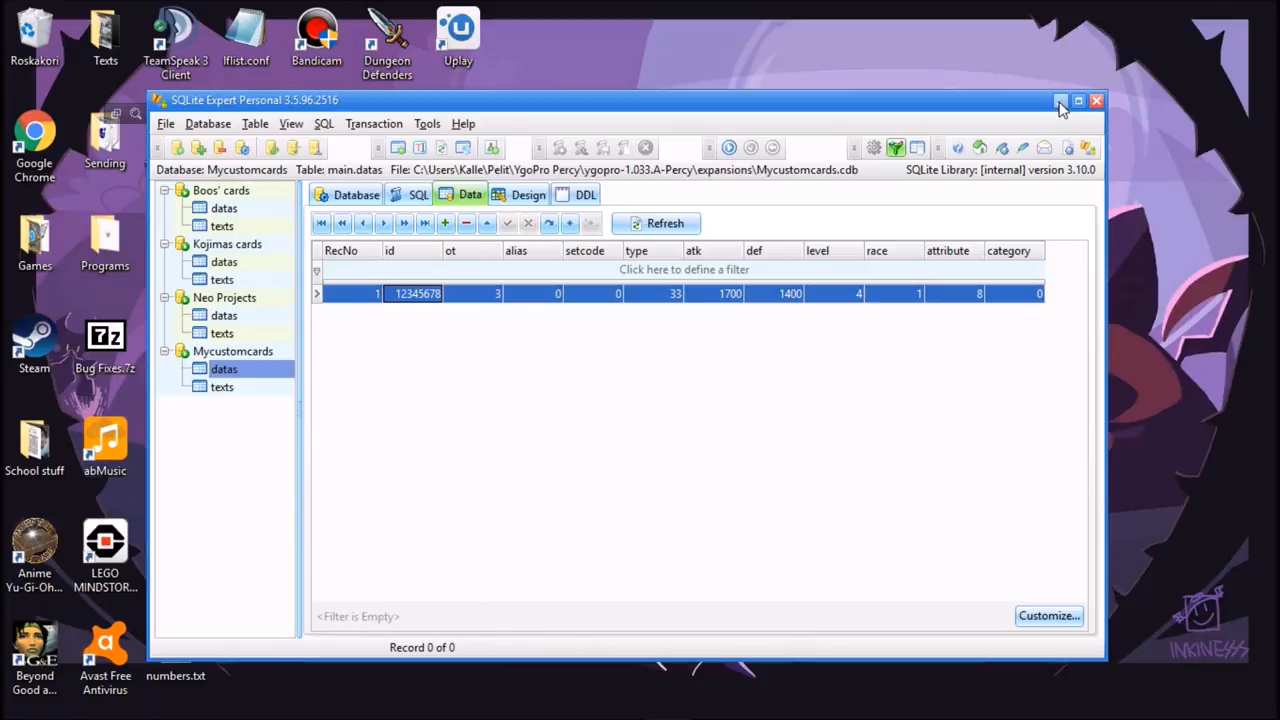 Roskakori
Texts
TeamSpeak 3
Client
lflist.conf
Bandicam
Dungeon
Defenders
Uplay
Google
Chrome
Sending
Games
Programs
Steam
7z
Bug Fixes.7z
School stuff
abMusic
Anime
Yu-Gi-Oh...
LEGO
MINDSTOR...
Beyond
Good a...
Avast Free
Antivirus
numbers.txt
SQLite Expert Personal 3.5.96.2516
File Database Table View SQL Transaction Tools Help
Database: Mycustomcards Table: main.datas File: C:\Users\Kalle\Pelit\YgoPro Percy\ygopro-1.033.A-Percy\expansions\Mycustomcards.cdb SQLite Library: [internal] version 3.10.0
Boos' cards
datas
texts
Kojimas cards
datas
texts
Neo Projects
datas
texts
Mycustomcards
datas
texts
Database SQL Data Design DDL
Refresh
RecNo id ot alias setcode type atk def level race attribute category
Click here to define a filter
1 12345678 3 0 0 33 1700 1400 4 1 8 0
<Filter is Empty>
Customize...
Record 0 of 0
INKINESSS